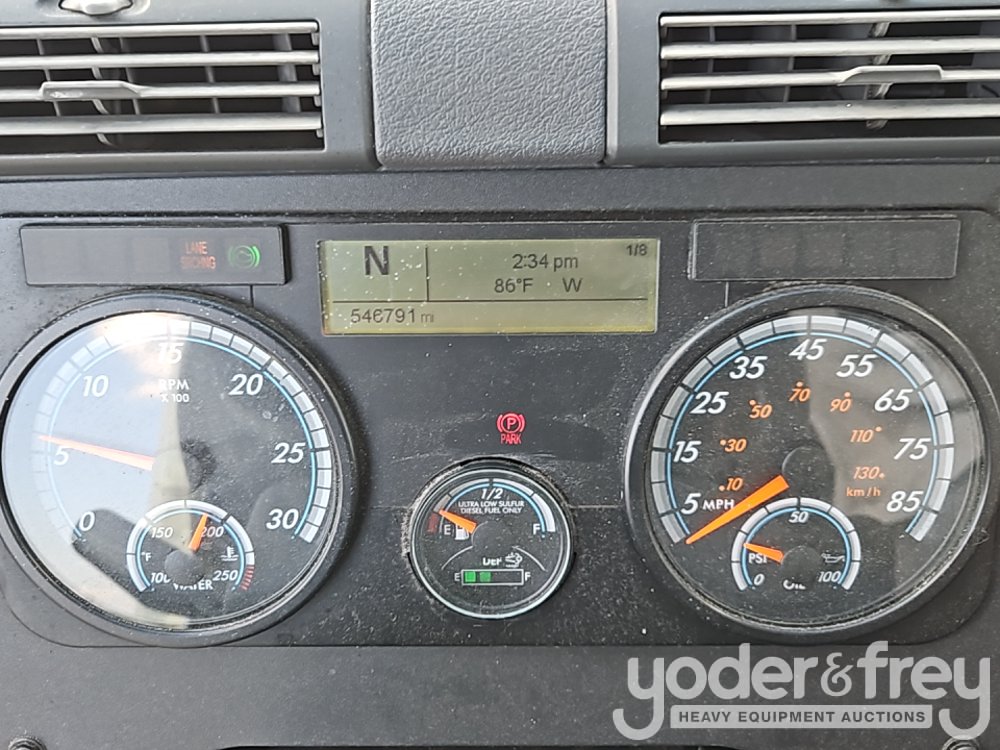 LANE
SRCHNG
N
2:34 pm
1/8
86°F W
546791 mi
0
5
10
15
20
25
30
RPM
X 100
100
150
200
250
°F
WATER
P
PARK
1/2
ULTRA LOW SULFUR
DIESEL FUEL ONLY
E F
DEF
E F
5 MPH
15
25
35
45
55
65
75
85
10
30
50
70
90
110
130
km/h
50
PSI
0 OIL 100
yoder&frey
HEAVY EQUIPMENT AUCTIONS